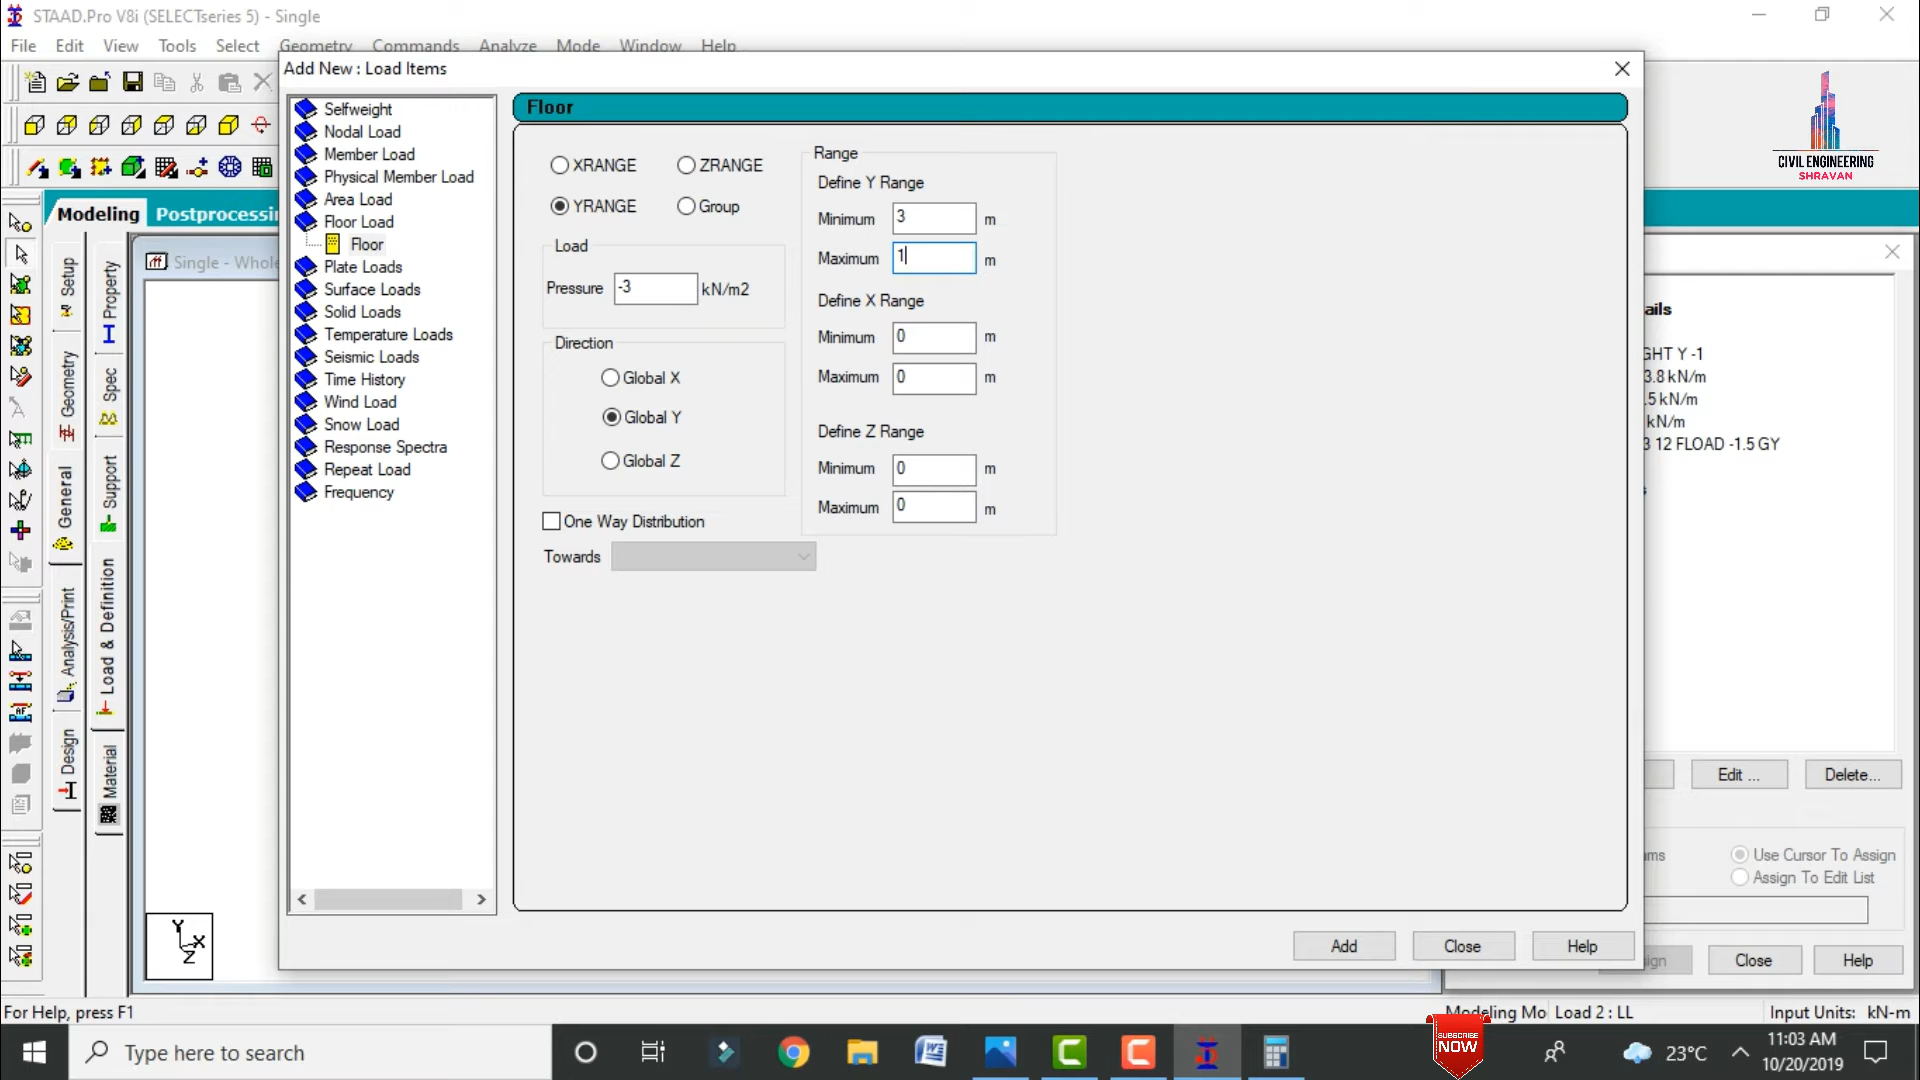 STAAD.Pro V8i (SELECTseries 5) - Single
File Edit View Tools Select Geometry Commands Analyze Mode Window Help
Add New : Load Items
Selfweight
Nodal Load
Member Load
Physical Member Load
Area Load
Floor Load
Floor
Plate Loads
Surface Loads
Solid Loads
Temperature Loads
Seismic Loads
Time History
Wind Load
Snow Load
Response Spectra
Repeat Load
Frequency
Floor
XRANGE ZRANGE
YRANGE Group
Load
Pressure -3 kN/m2
Direction
Global X
Global Y
Global Z
One Way Distribution
Towards
Range
Define Y Range
Minimum 3 m
Maximum 1 m
Define X Range
Minimum 0 m
Maximum 0 m
Define Z Range
Minimum 0 m
Maximum 0 m
Add Close Help
CIVIL ENGINEERING
SHRAVAN
Modeling Postprocessin
Setup
Geometry
General
Analysis/Print
Design
Property
Spec
Support
Load & Definition
Material
Single - Whole
ails
GHT Y -1
3.8 kN/m
.5 kN/m
kN/m
3 12 FLOAD -1.5 GY
Edit ... Delete...
ms Use Cursor To Assign
Assign To Edit List
ign Close Help
Y
X
Z
For Help, press F1
Modeling Mo Load 2 : LL Input Units: kN-m
Type here to search
SUBSCRIBE
NOW
23°C
11:03 AM
10/20/2019